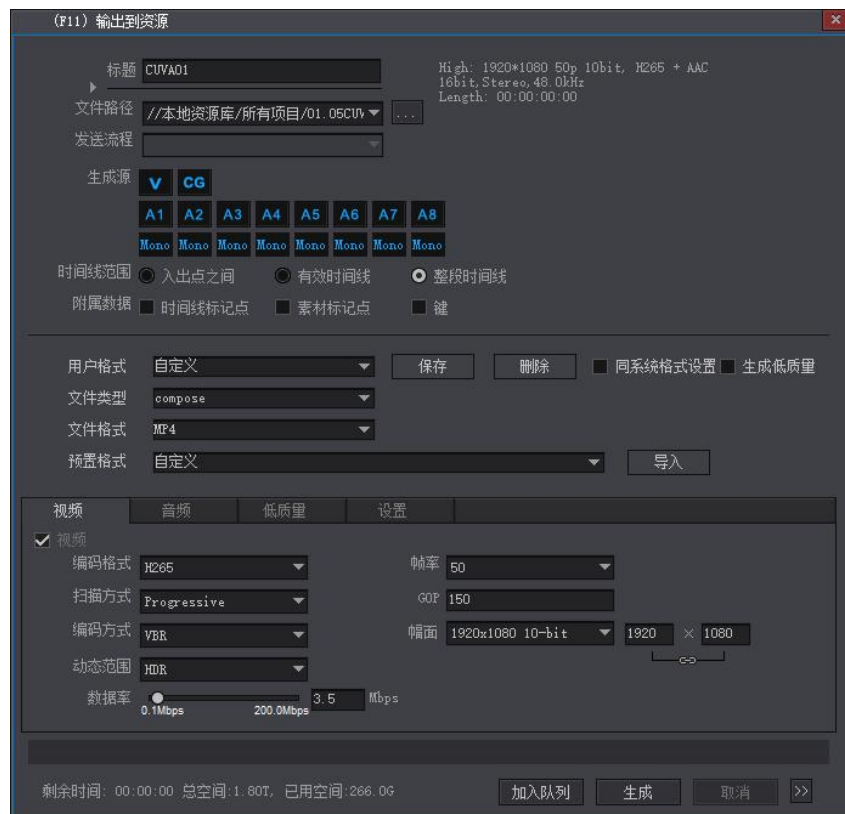 (F11) 输出到资源
标题 CUVA01
High: 1920*1080 50p 10bit, H265 + AAC
16bit,Stereo,48.0kHz
Length: 00:00:00:00
文件路径 //本地资源库/所有项目/01.05CUV ...
发送流程
生成源 V CG
A1 A2 A3 A4 A5 A6 A7 A8
Mono Mono Mono Mono Mono Mono Mono Mono
时间线范围 入出点之间 有效时间线 整段时间线
附属数据 时间线标记点 素材标记点 键
用户格式 自定义 保存 删除 同系统格式设置 生成低质量
文件类型 compose
文件格式 MP4
预置格式 自定义 导入
视频 音频 低质量 设置
视频
编码格式 H265 帧率 50
扫描方式 Progressive GOP 150
编码方式 VBR 幅面 1920x1080 10-bit 1920 × 1080
动态范围 HDR
数据率 3.5 Mbps
0.1Mbps 200.0Mbps
剩余时间: 00:00:00 总空间:1.80T, 已用空间:266.0G 加入队列 生成 取消 >>